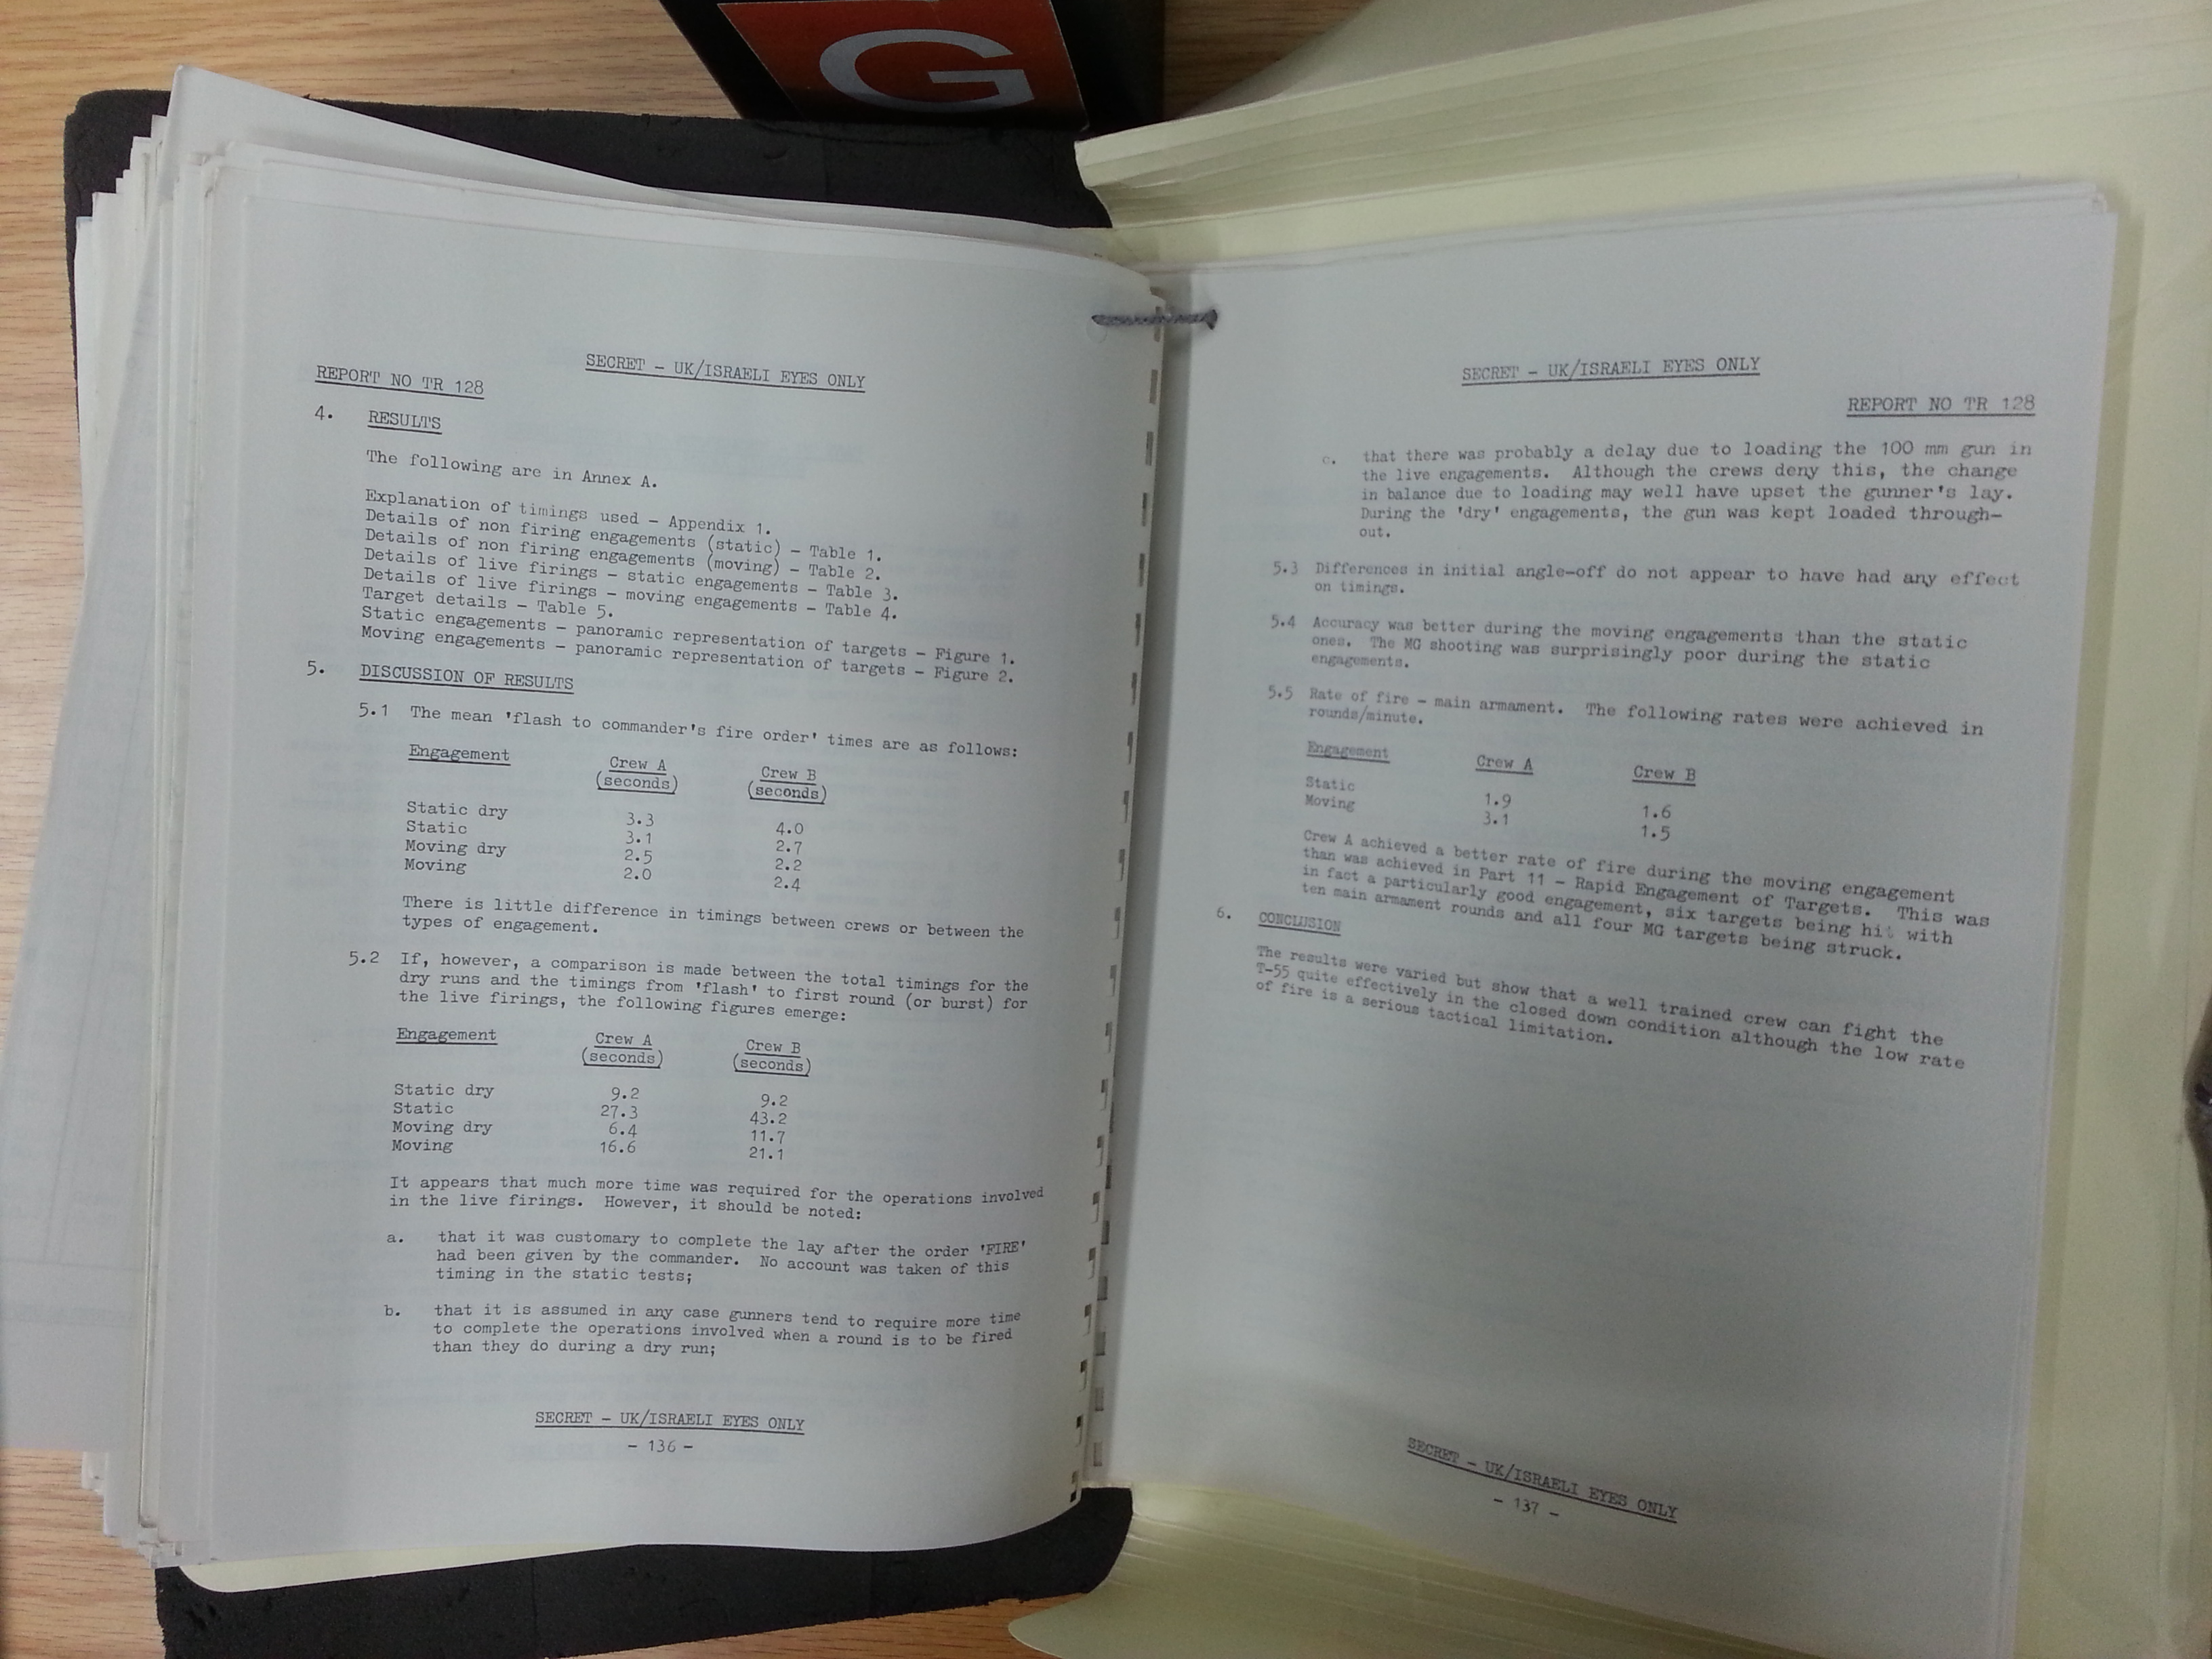 G
SECRET - UK/ISRAELI EYES ONLY
REPORT NO TR 128
4. RESULTS
The following are in Annex A.
Explanation of timings used - Appendix 1.
Details of non firing engagements (static) - Table 1.
Details of non firing engagements (moving) - Table 2.
Details of live firings - static engagements - Table 3.
Details of live firings - moving engagements - Table 4.
Target details - Table 5.
Static engagements - panoramic representation of targets - Figure 1.
Moving engagements - panoramic representation of targets - Figure 2.
5. DISCUSSION OF RESULTS
5.1 The mean 'flash to commander's fire order' times are as follows:
Engagement Crew A Crew B
(seconds) (seconds)
Static dry 3.3 4.0
Static 3.1 2.7
Moving dry 2.5 2.2
Moving 2.0 2.4
There is little difference in timings between crews or between the
types of engagement.
5.2 If, however, a comparison is made between the total timings for the
dry runs and the timings from 'flash' to first round (or burst) for
the live firings, the following figures emerge:
Engagement Crew A Crew B
(seconds) (seconds)
Static dry 9.2 9.2
Static 27.3 43.2
Moving dry 6.4 11.7
Moving 16.6 21.1
It appears that much more time was required for the operations involved
in the live firings. However, it should be noted:
a. that it was customary to complete the lay after the order 'FIRE'
had been given by the commander. No account was taken of this
timing in the static tests;
b. that it is assumed in any case gunners tend to require more time
to complete the operations involved when a round is to be fired
than they do during a dry run;
SECRET - UK/ISRAELI EYES ONLY
- 136 -
SECRET - UK/ISRAELI EYES ONLY
REPORT NO TR 128
c. that there was probably a delay due to loading the 100 mm gun in
the live engagements. Although the crews deny this, the change
in balance due to loading may well have upset the gunner's lay.
During the 'dry' engagements, the gun was kept loaded through-
out.
5.3 Differences in initial angle-off do not appear to have had any effect
on timings.
5.4 Accuracy was better during the moving engagements than the static
ones. The MG shooting was surprisingly poor during the static
engagements.
5.5 Rate of fire - main armament. The following rates were achieved in
rounds/minute.
Engagement Crew A Crew B
Static 1.9 1.6
Moving 3.1 1.5
Crew A achieved a better rate of fire during the moving engagement
than was achieved in Part 11 - Rapid Engagement of Targets. This was
in fact a particularly good engagement, six targets being hit with
ten main armament rounds and all four MG targets being struck.
6. CONCLUSION
The results were varied but show that a well trained crew can fight the
T-55 quite effectively in the closed down condition although the low rate
of fire is a serious tactical limitation.
SECRET - UK/ISRAELI EYES ONLY
- 137 -